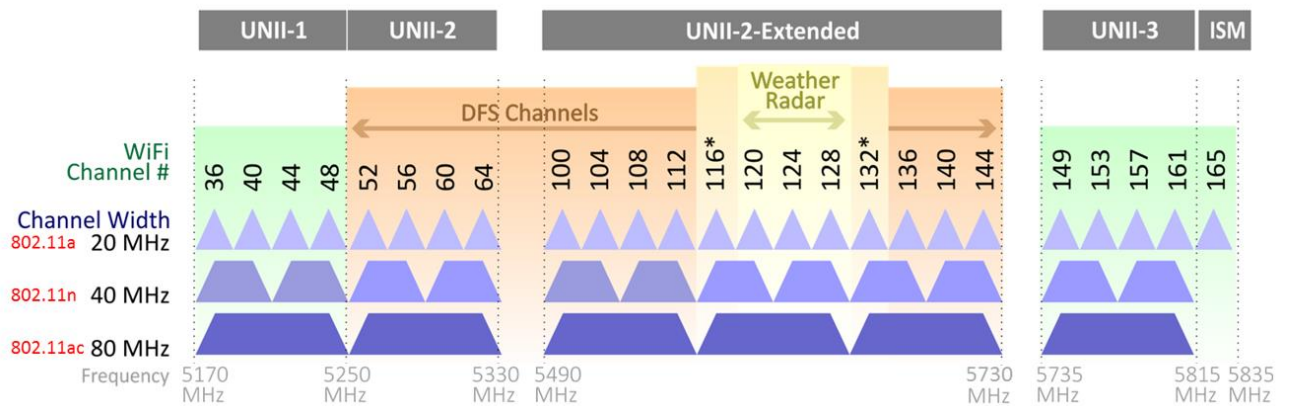 UNII-1 UNII-2 UNII-2-Extended UNII-3 ISM
Weather
Radar
DFS Channels
WiFi
Channel #
36 40 44 48 52 56 60 64 100 104 108 112 116* 120 124 128 132* 136 140 144 149 153 157 161 165
Channel Width
802.11a 20 MHz
802.11n 40 MHz
802.11ac 80 MHz
Frequency 5170 5250 5330 5490 5730 5735 5815 5835
MHz MHz MHz MHz MHz MHz MHz MHz